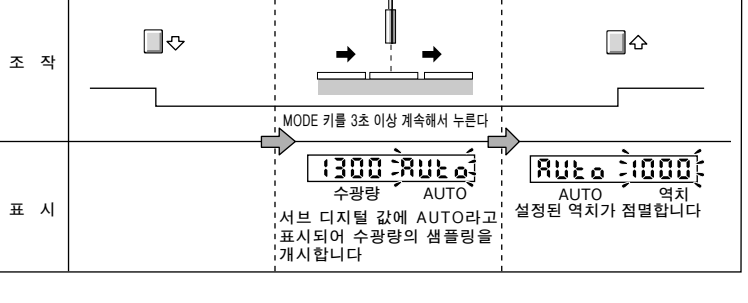 조 작
MODE 키를 3초 이상 계속해서 누른다
표 시
1300 AUto
수광량 AUTO
서브 디지털 값에 AUTO라고
표시되어 수광량의 샘플링을
개시합니다
AUto 1000
AUTO 역치
설정된 역치가 점멸합니다